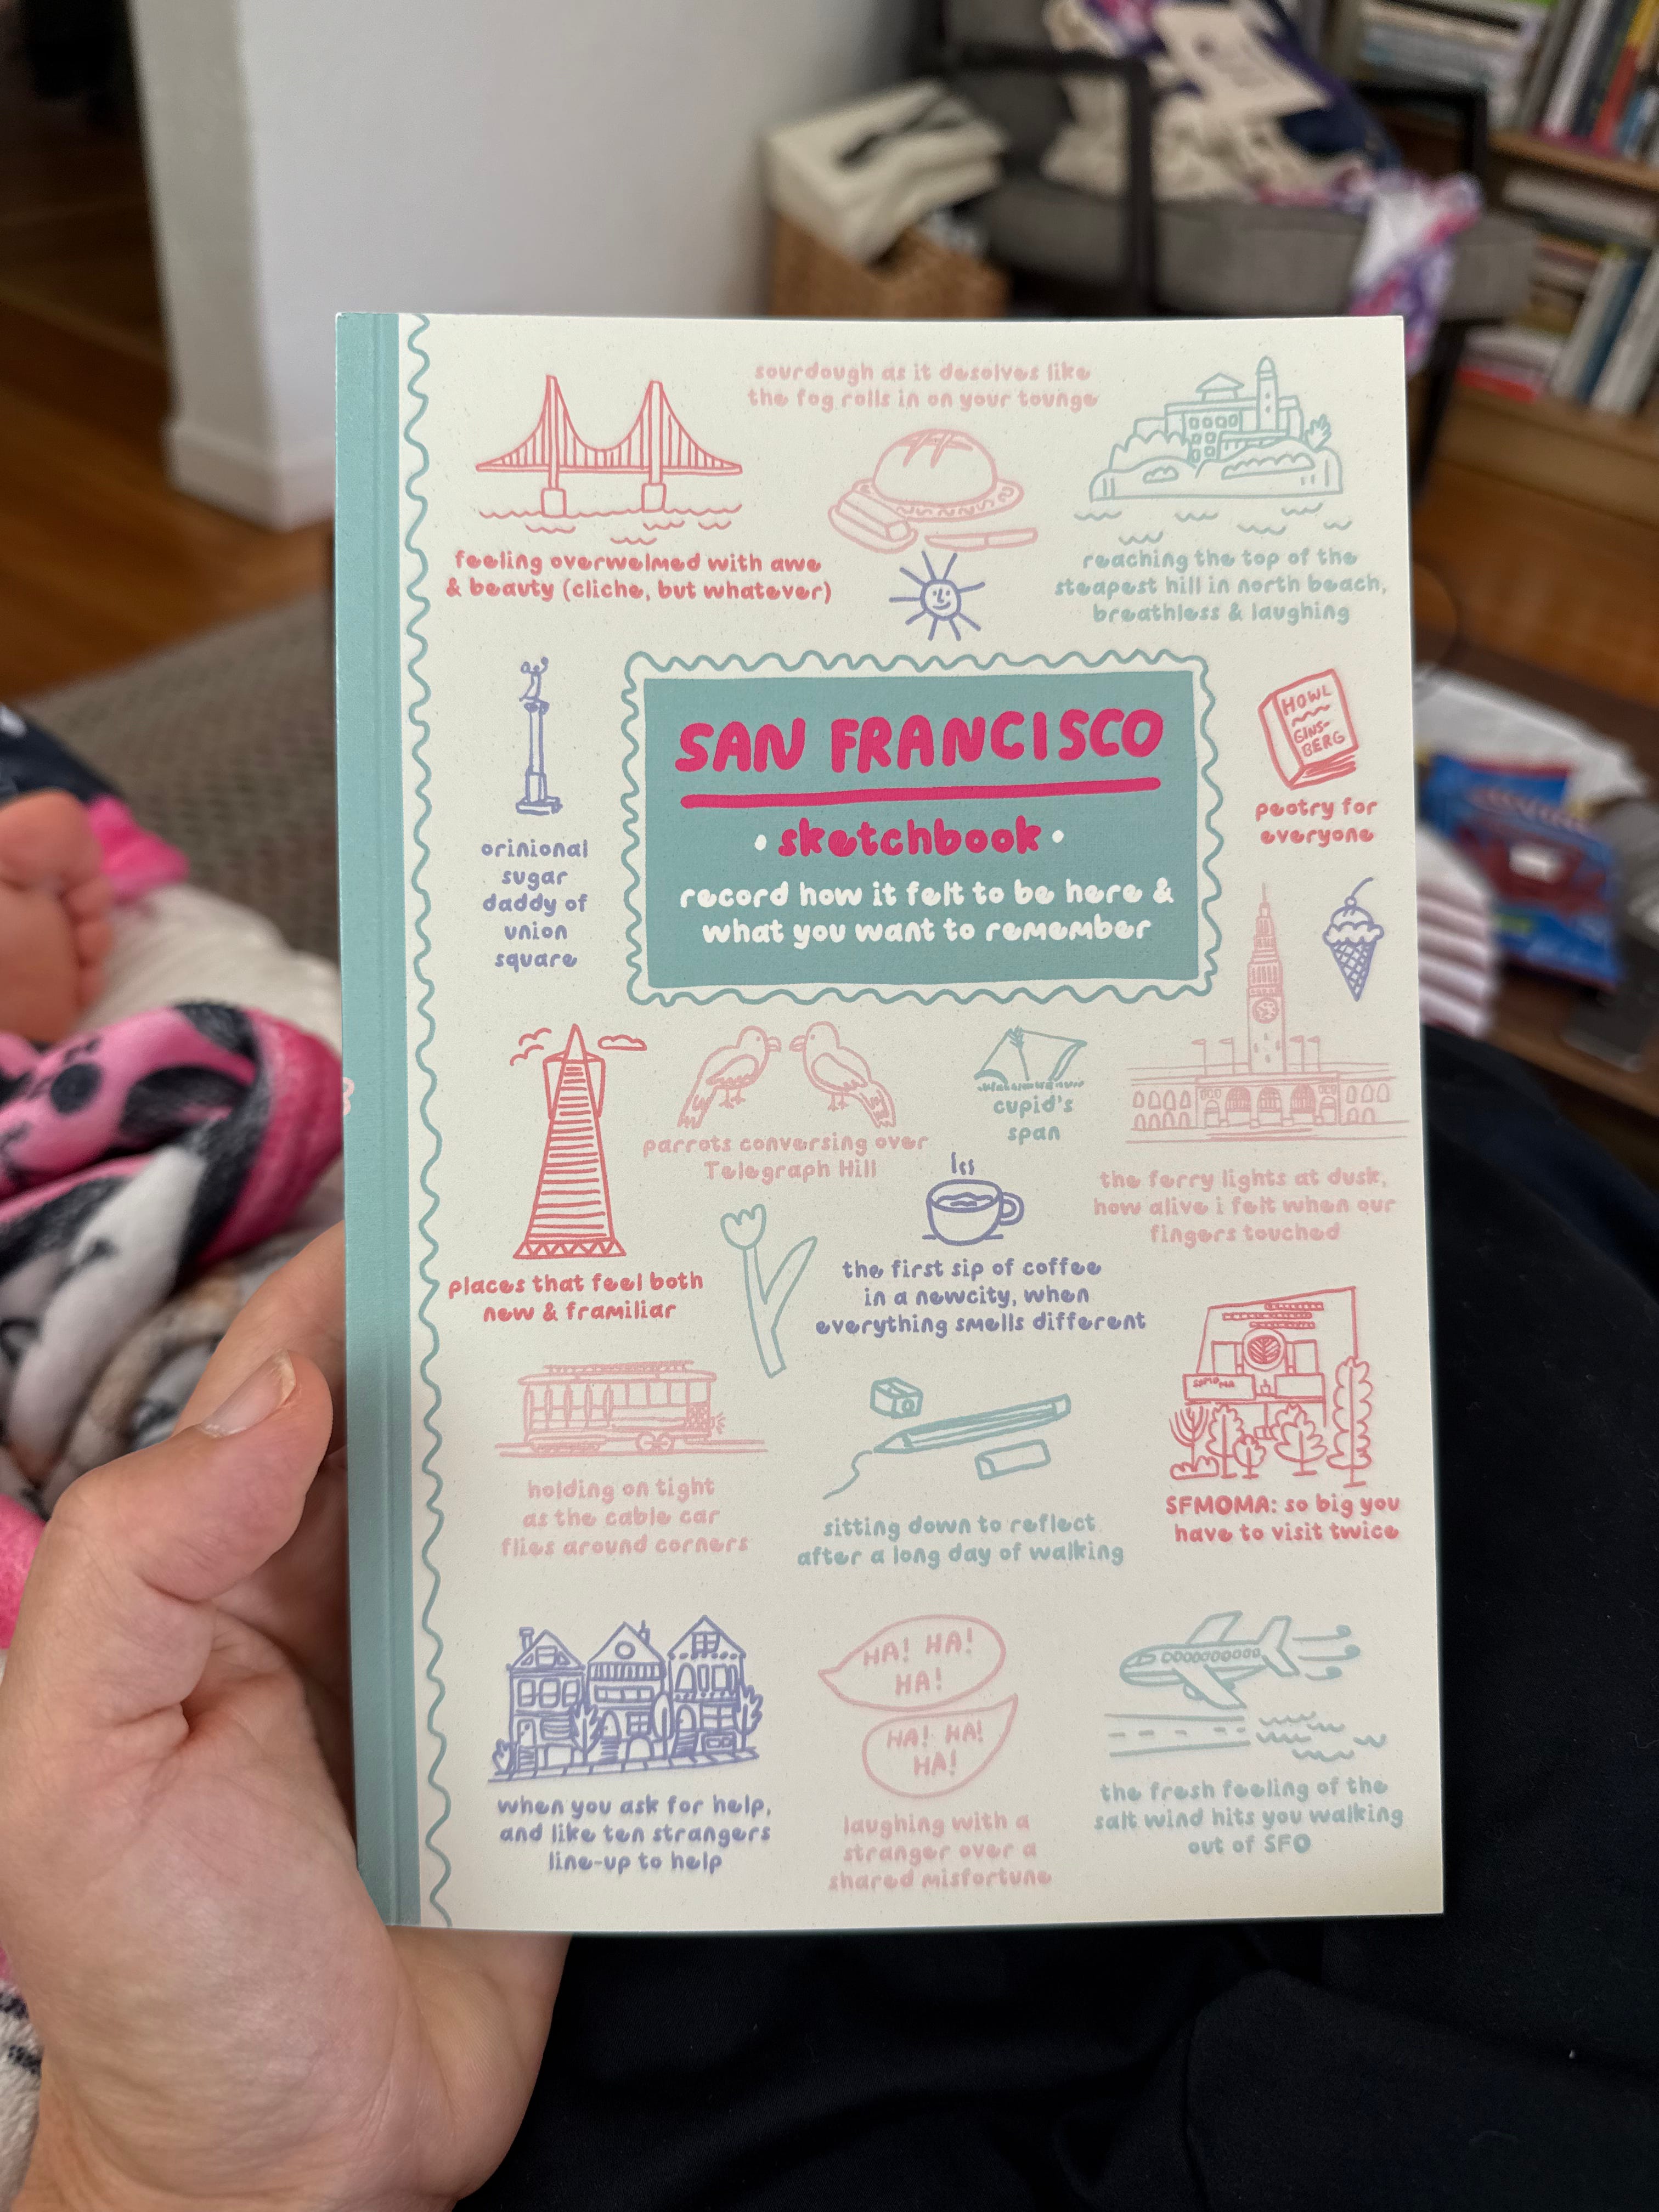 sourdough as it desolves like
the fog rolls in on your tounge
feeling overwelmed with awe
& beauty (cliche, but whatever)
reaching the top of the
steapest hill in north beach,
breathless & laughing
SAN FRANCISCO
• sketchbook •
record how it felt to be here &
what you want to remember
HOWL
GINS-
BERG
peotry for
everyone
orinional
sugar
daddy of
union
square
parrots conversing over
Telegraph Hill
cupid's
span
the ferry lights at dusk,
how alive i felt when our
fingers touched
places that feel both
new & framiliar
the first sip of coffee
in a newcity, when
everything smells different
SFMOMA
SFMOMA: so big you
have to visit twice
holding on tight
as the cable car
flies around corners
sitting down to reflect
after a long day of walking
when you ask for help,
and like ten strangers
line-up to help
HA! HA!
HA!
HA! HA!
HA!
laughing with a
stranger over a
shared misfortune
the fresh feeling of the
salt wind hits you walking
out of SFO